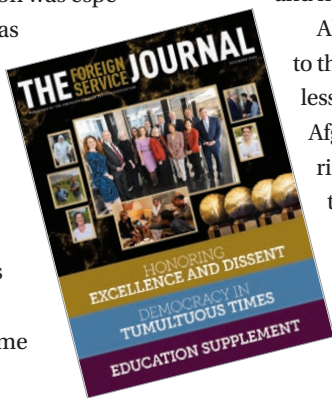 on was espe
as
s
me
THE FOREIGN SERVICE JOURNAL
HONORING
EXCELLENCE AND DISSENT
DEMOCRACY IN
TUMULTUOUS TIMES
EDUCATION SUPPLEMENT
A
to th
less
Afg
ri
t